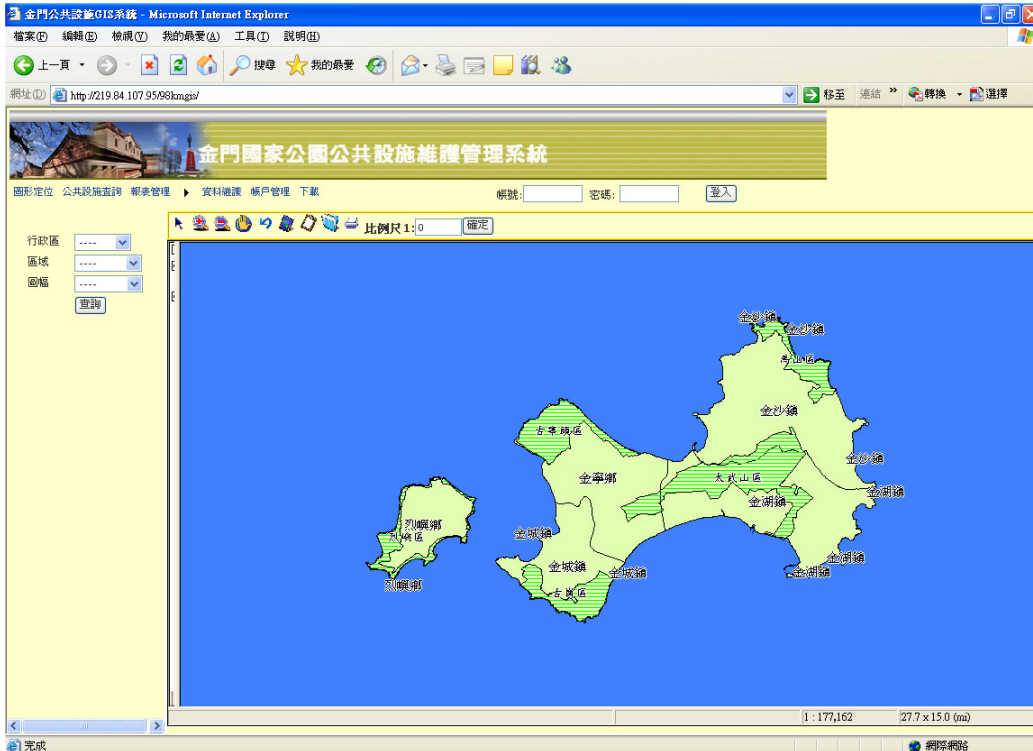 金門公共設施GIS系統 - Microsoft Internet Explorer
檔案(F) 編輯(E) 檢視(V) 我的最愛(A) 工具(T) 說明(H)
上一頁 搜尋 我的最愛
網址(D) http://219.84.107.95/98kmgis/ 移至 連結 » 轉換 選擇
金門國家公園公共設施維護管理系統
圖形定位 公共設施查詢 報表管理 資料維護 帳戶管理 下載 帳號: 密碼: 登入
比例尺 1: 0 確定
行政區 ----
區域 ----
圖幅 ----
查詢
金沙鎮
金沙鎮
馬山區
金沙鎮
古寧頭區
金沙鎮
金寧鄉
太武山區
金湖鎮
金湖鎮
烈嶼鄉
烈嶼區
金城鎮
金湖鎮
金城鎮
金城鎮
金湖鎮
烈嶼鄉
古崗區
1 : 177,162 27.7 x 15.0 (mi)
完成 網際網路